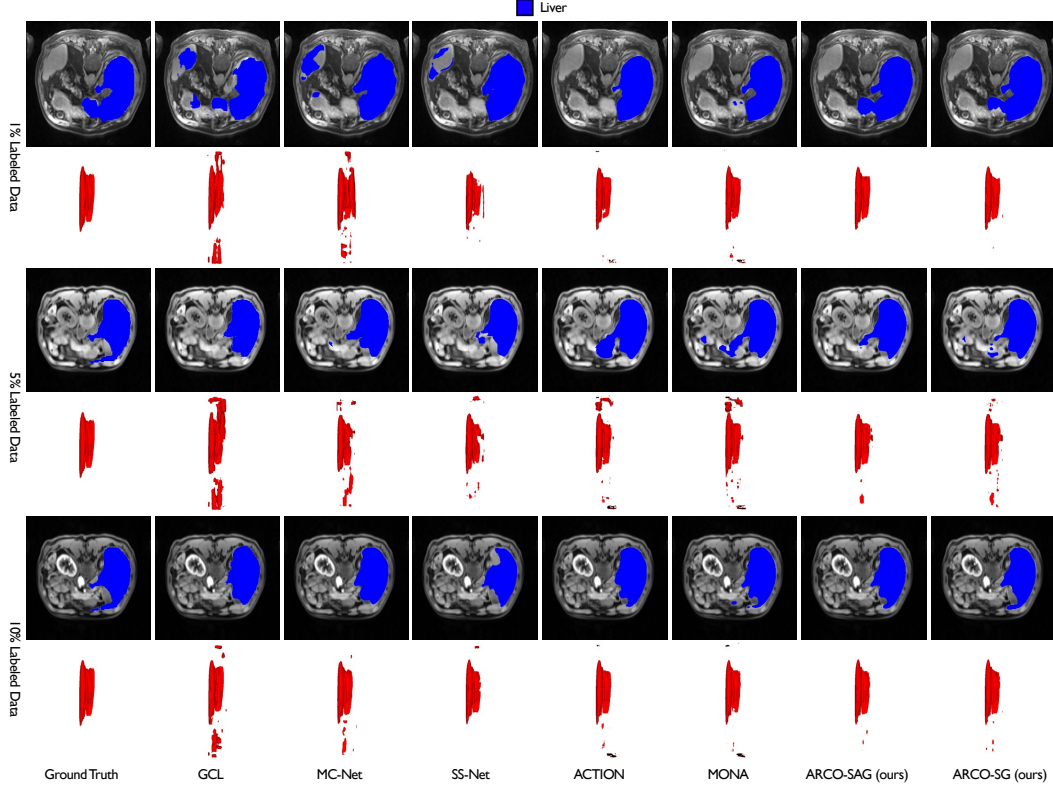 Liver
1% Labeled Data
5% Labeled Data
10% Labeled Data
Ground Truth
GCL
MC-Net
SS-Net
ACTION
MONA
ARCO-SAG (ours)
ARCO-SG (ours)